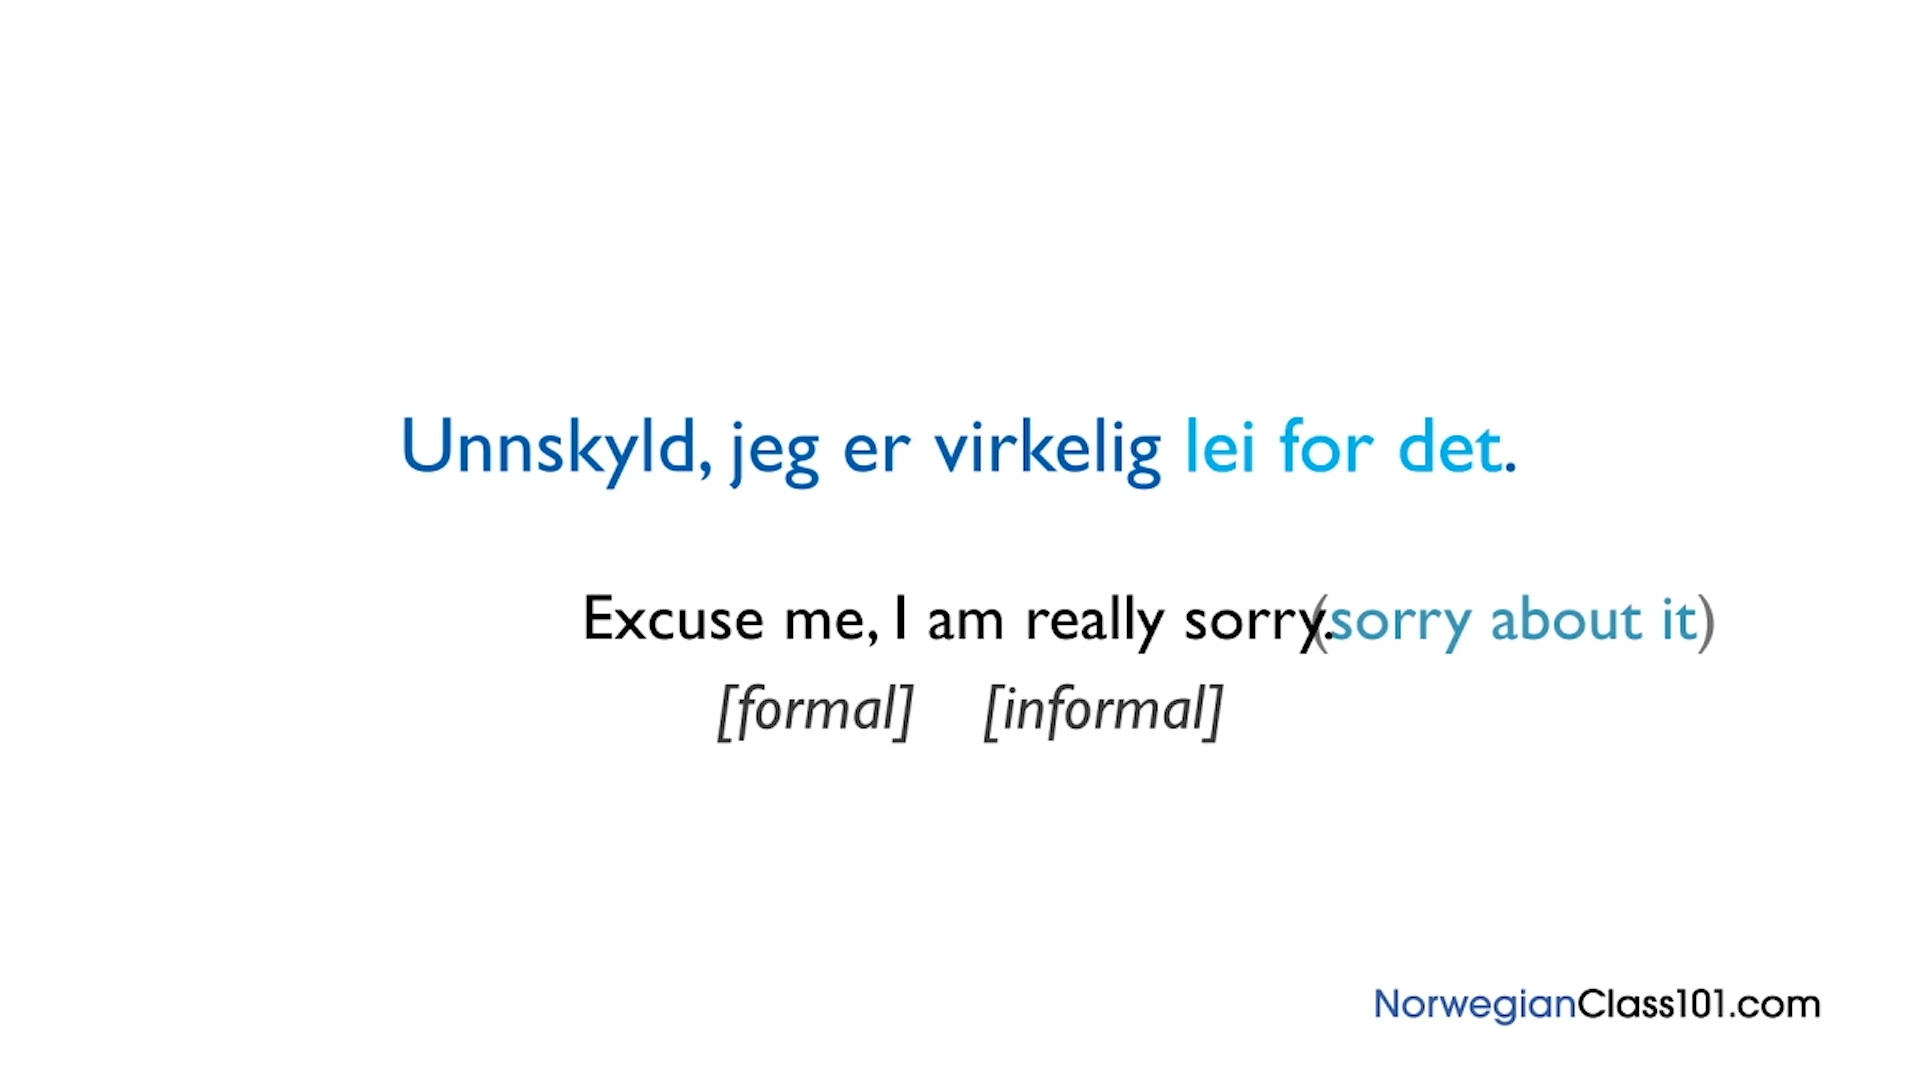 Unnskyld, jeg er virkelig lei for det.
Excuse me, I am really sorry. (sorry about it)
[formal] [informal]
NorwegianClass101.com